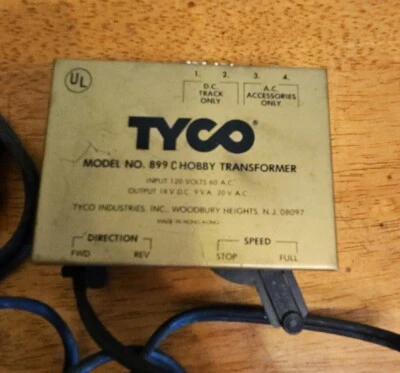 UL
1. 2. 3. 4.
D.C. TRACK ONLY
A.C. ACCESSORIES ONLY
TYCO®
MODEL NO. 899 C HOBBY TRANSFORMER
INPUT 120 VOLTS 60 A.C.
OUTPUT 18 V.D.C. 9 V.A. 20 V.A.C.
TYCO INDUSTRIES, INC., WOODBURY HEIGHTS, N.J. 08097
MADE IN HONG KONG
DIRECTION
FWD REV
SPEED
STOP FULL